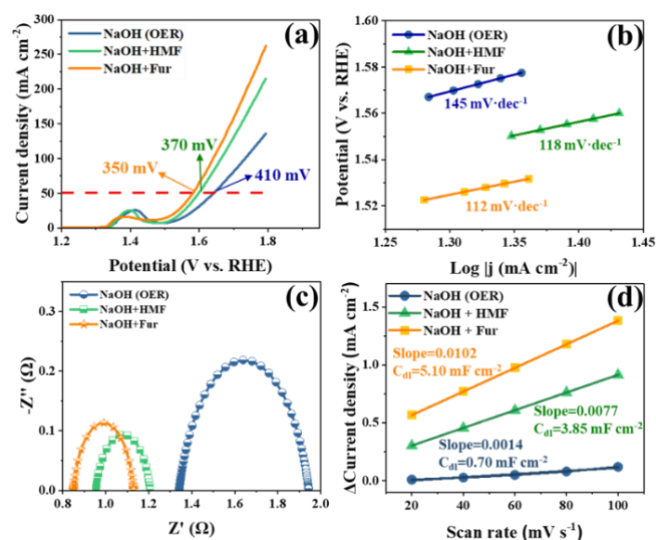 (a)
NaOH (OER)
NaOH+HMF
NaOH+Fur
Current density (mA cm⁻²)
300
250
200
150
100
50
0
370 mV
350 mV
410 mV
1.2
1.4
1.6
1.8
2.0
Potential (V vs. RHE)
(b)
NaOH (OER)
NaOH+HMF
NaOH+Fur
Potential (V vs. RHE)
1.60
1.58
1.56
1.54
1.52
145 mV·dec⁻¹
118 mV·dec⁻¹
112 mV·dec⁻¹
1.25
1.30
1.35
1.40
1.45
Log |j (mA cm⁻²)|
(c)
NaOH (OER)
NaOH+HMF
NaOH+Fur
-Z'' (Ω)
0.4
0.2
0.0
0.8
1.0
1.2
1.4
1.6
1.8
2.0
Z' (Ω)
(d)
NaOH (OER)
NaOH + HMF
NaOH + Fur
ΔCurrent density (mA cm⁻²)
1.5
1.0
0.5
0.0
Slope=0.0102
Cdl=5.10 mF cm⁻²
Slope=0.0077
Cdl=3.85 mF cm⁻²
Slope=0.0014
Cdl=0.70 mF cm⁻²
20
40
60
80
100
Scan rate (mV s⁻¹)